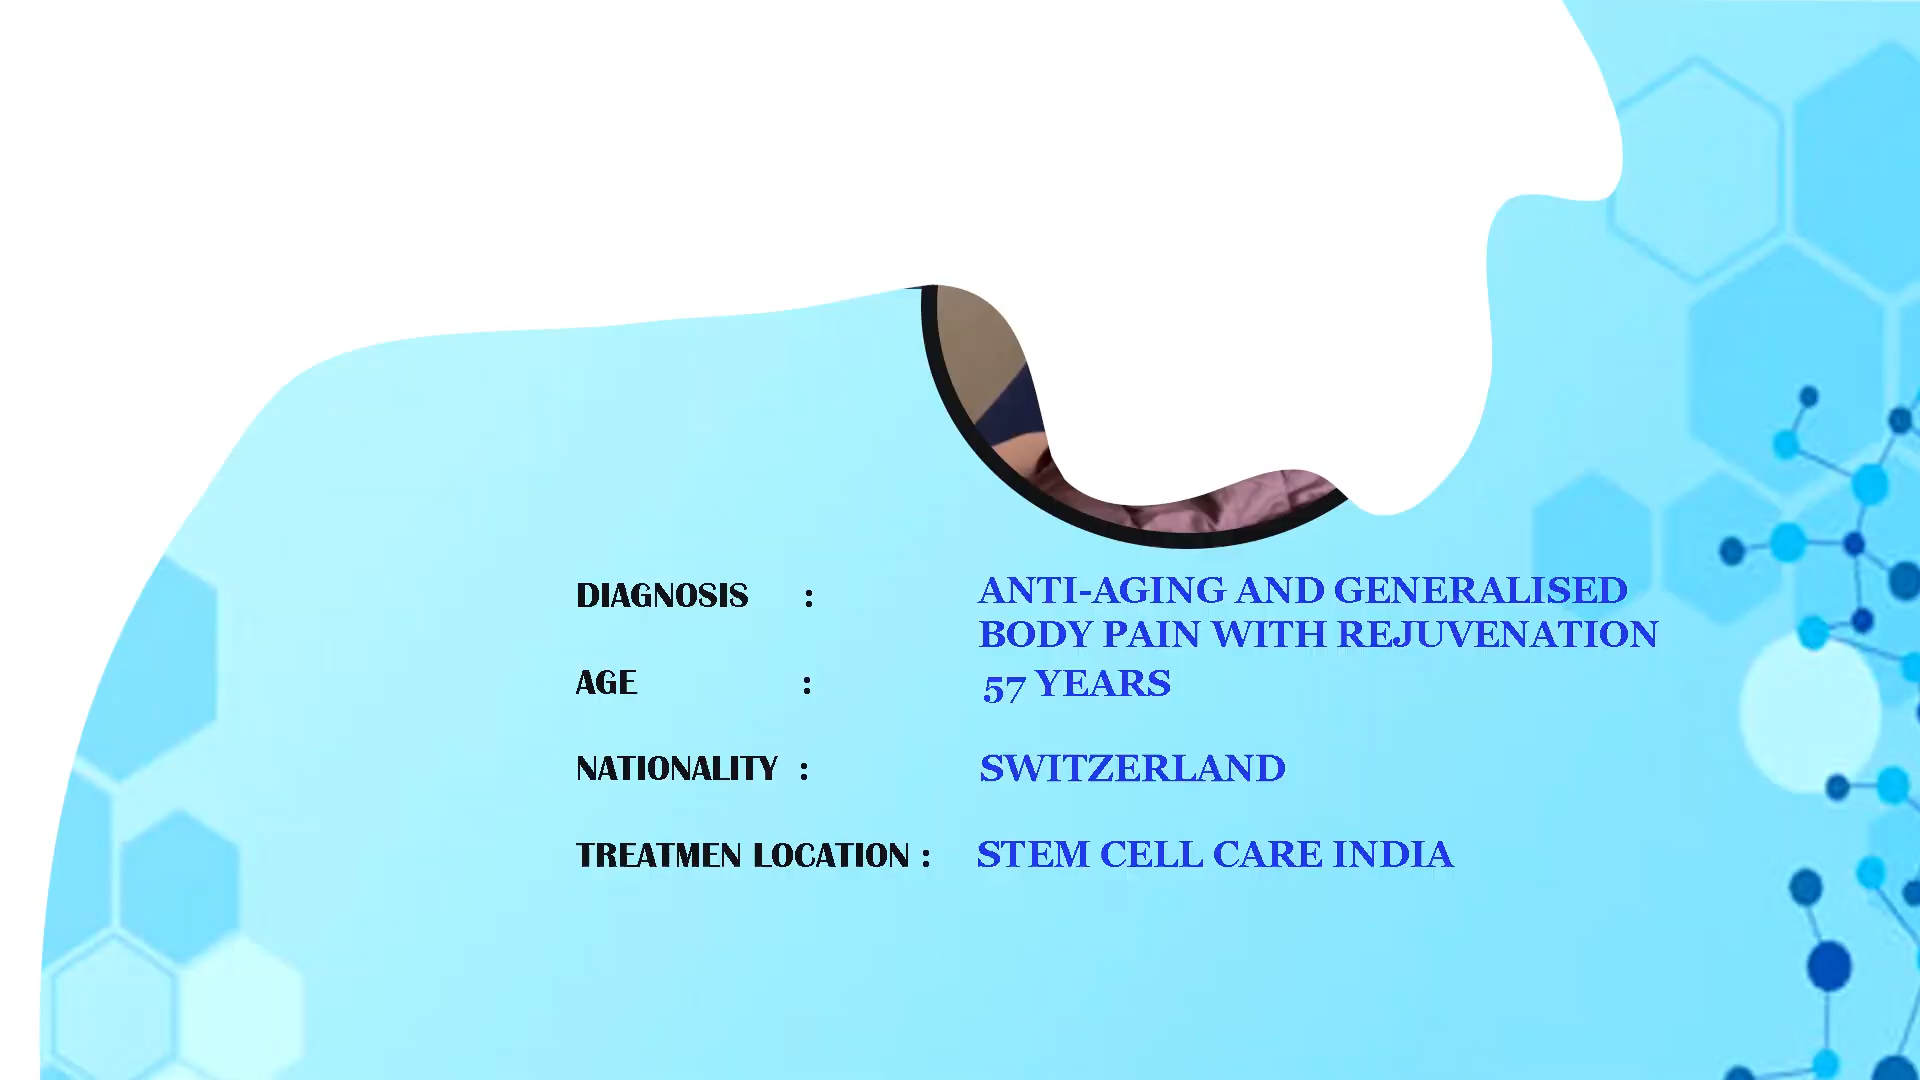 DIAGNOSIS : ANTI-AGING AND GENERALISED
BODY PAIN WITH REJUVENATION
AGE : 57 YEARS
NATIONALITY : SWITZERLAND
TREATMEN LOCATION : STEM CELL CARE INDIA